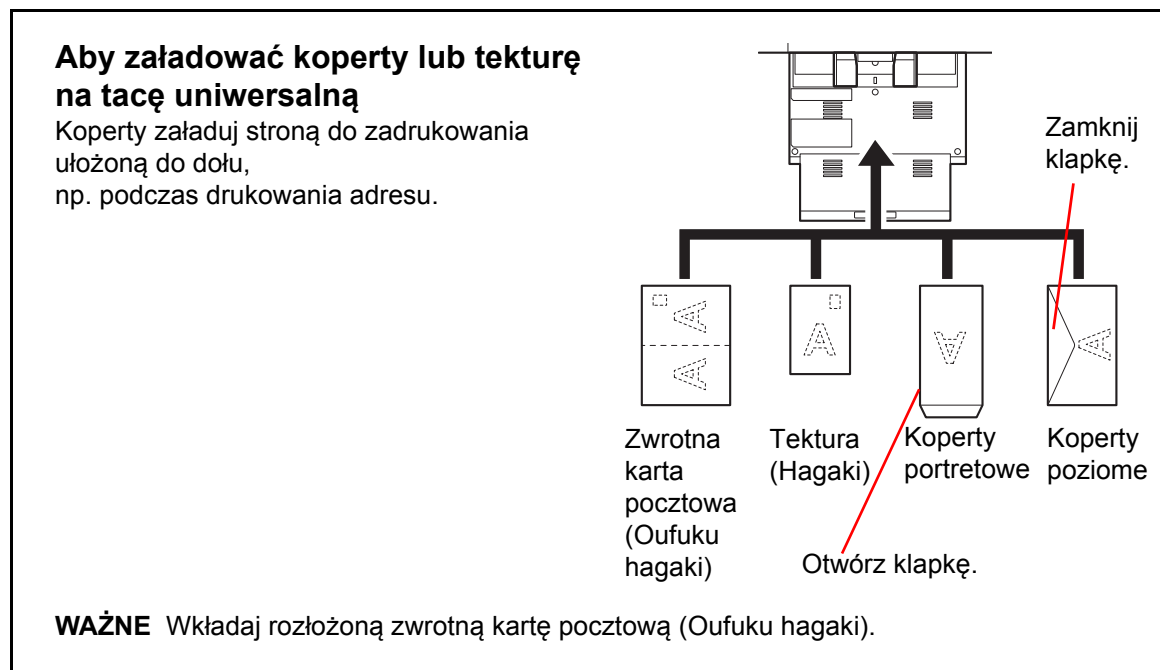 Aby załadować koperty lub tekturę
na tacę uniwersalną
Koperty załaduj stroną do zadrukowania
ułożoną do dołu,
np. podczas drukowania adresu.
Zamknij
klapkę.
A
A
A
A
A
Zwrotna
karta
pocztowa
(Oufuku
hagaki)
Tektura
(Hagaki)
Koperty
portretowe
Koperty
poziome
Otwórz klapkę.
WAŻNE Wkładaj rozłożoną zwrotną kartę pocztową (Oufuku hagaki).